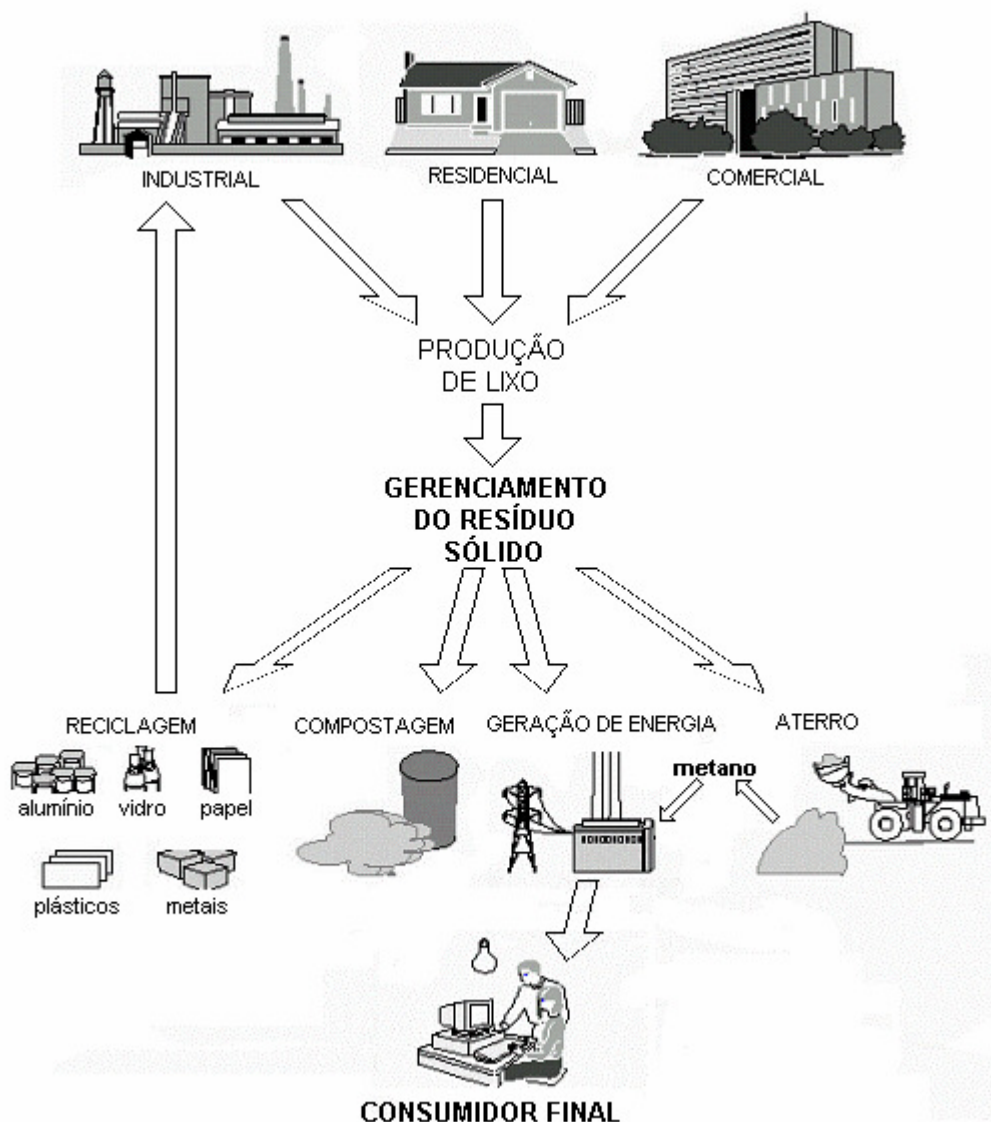 INDUSTRIAL
RESIDENCIAL
COMERCIAL
PRODUÇÃO
DE LIXO
GERENCIAMENTO
DO RESÍDUO
SÓLIDO
RECICLAGEM
COMPOSTAGEM
GERAÇÃO DE ENERGIA
ATERRO
metano
alumínio
vidro
papel
plásticos
metais
CONSUMIDOR FINAL